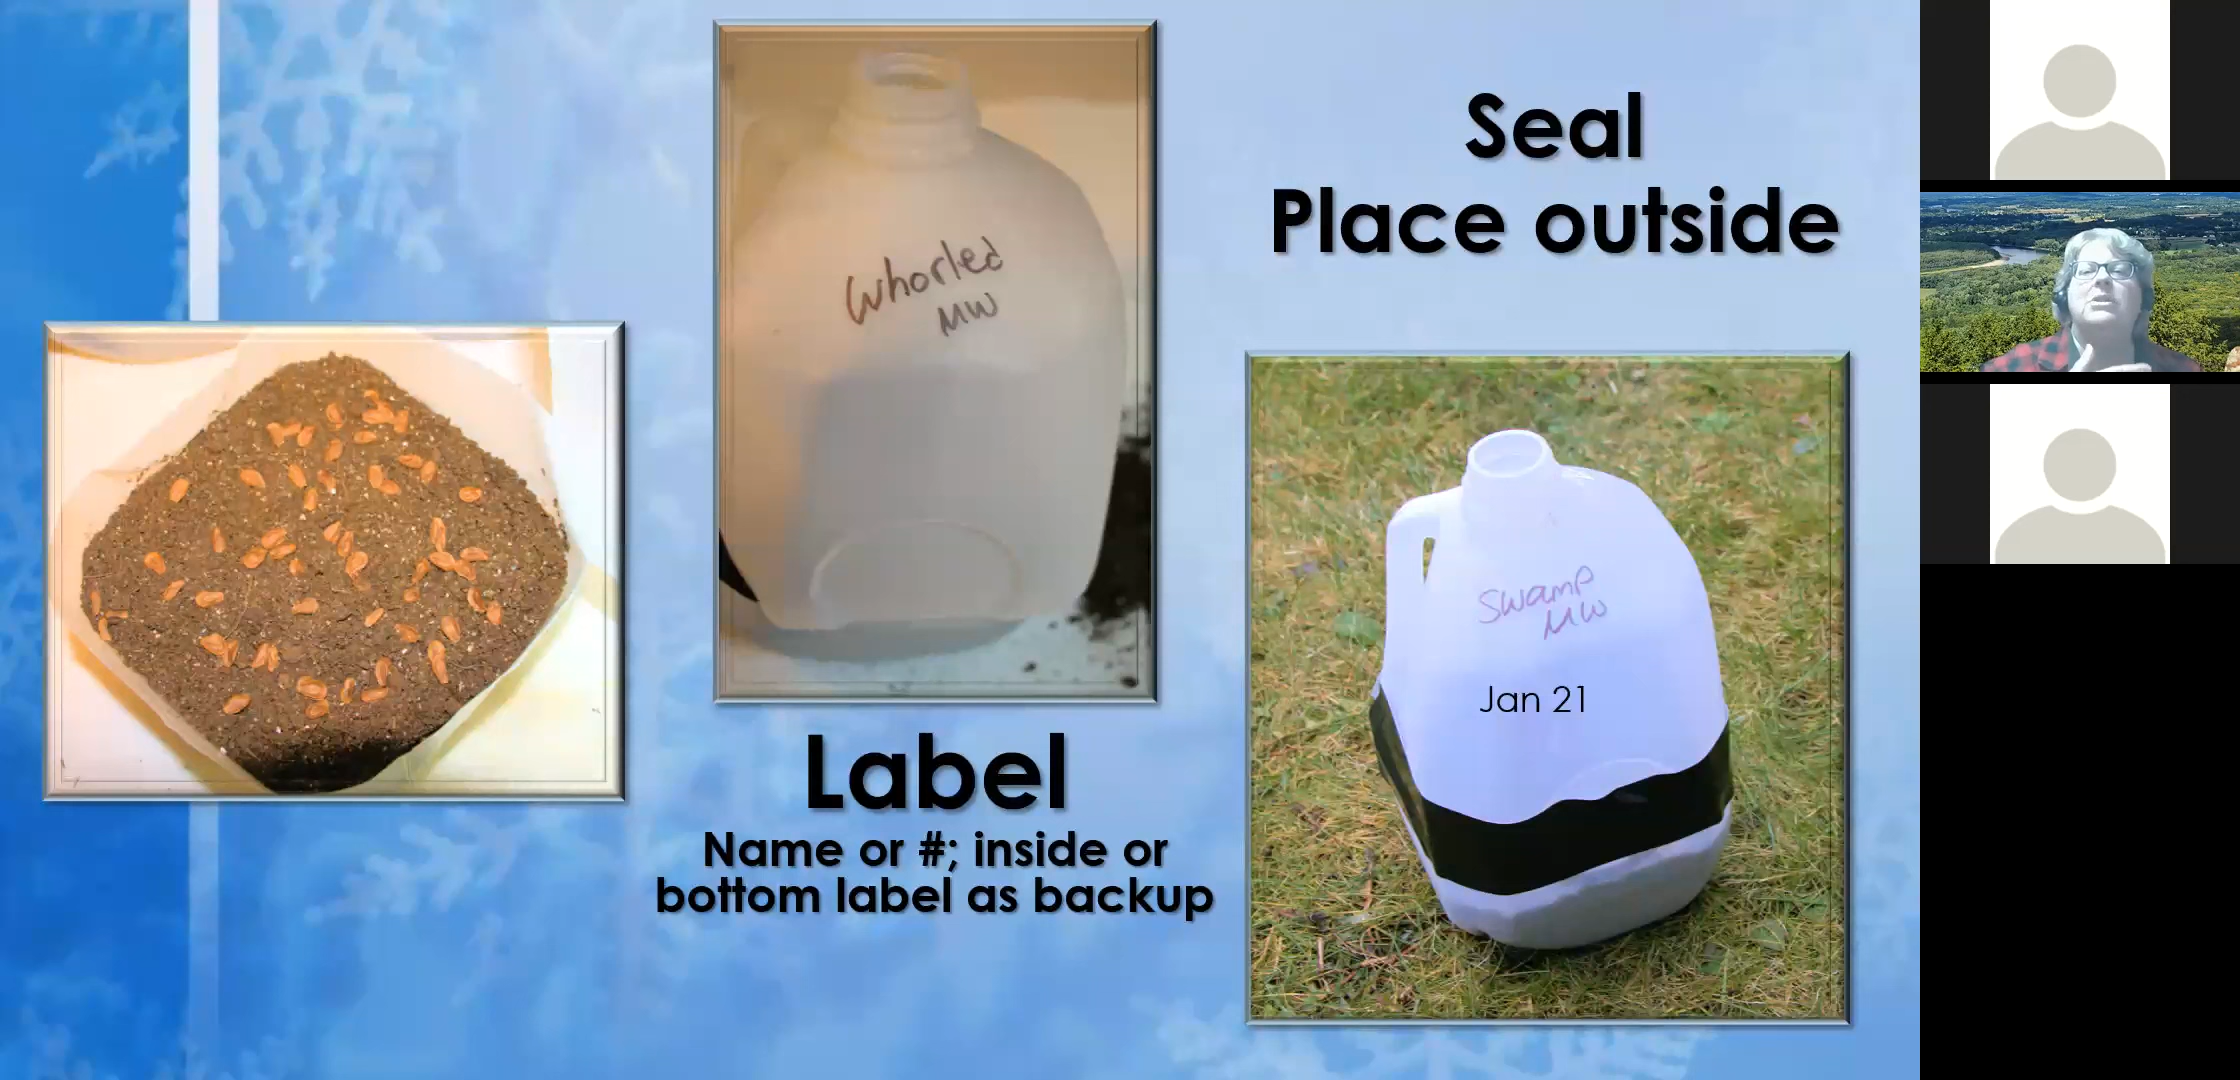 Whorled
MW
Label
Name or #; inside or
bottom label as backup
Seal
Place outside
Swamp
MW
Jan 21